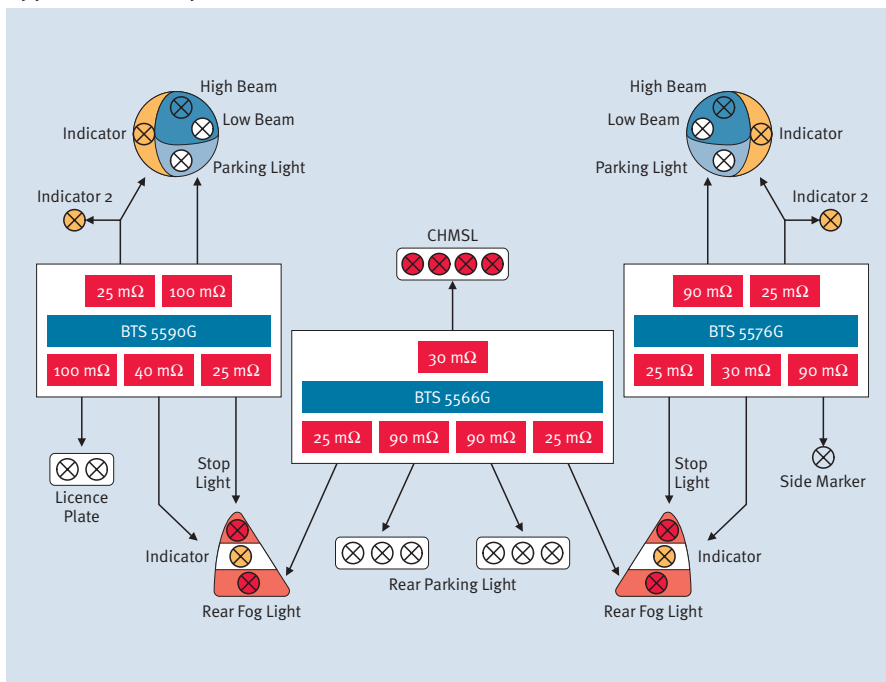 High Beam
Low Beam
Indicator
Parking Light
Indicator 2
High Beam
Low Beam
Indicator
Parking Light
Indicator 2
CHMSL
25 mΩ 100 mΩ
BTS 5590G
100 mΩ 40 mΩ 25 mΩ
30 mΩ
BTS 5566G
25 mΩ 90 mΩ 90 mΩ 25 mΩ
90 mΩ 25 mΩ
BTS 5576G
25 mΩ 30 mΩ 90 mΩ
Licence
Plate
Stop
Light
Indicator
Rear Fog Light
Rear Parking Light
Stop
Light
Side Marker
Indicator
Rear Fog Light